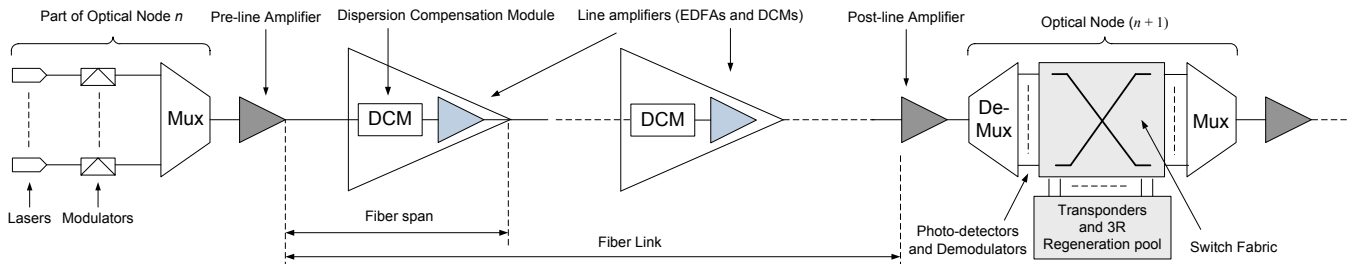 Part of Optical Node n
Pre-line Amplifier
Dispersion Compensation Module
Line amplifiers (EDFAs and DCMs)
Post-line Amplifier
Optical Node (n + 1)
Mux
DCM
DCM
De-
Mux
Mux
Lasers
Modulators
Fiber span
Fiber Link
Photo-detectors
and Demodulators
Transponders
and 3R
Regeneration pool
Switch Fabric